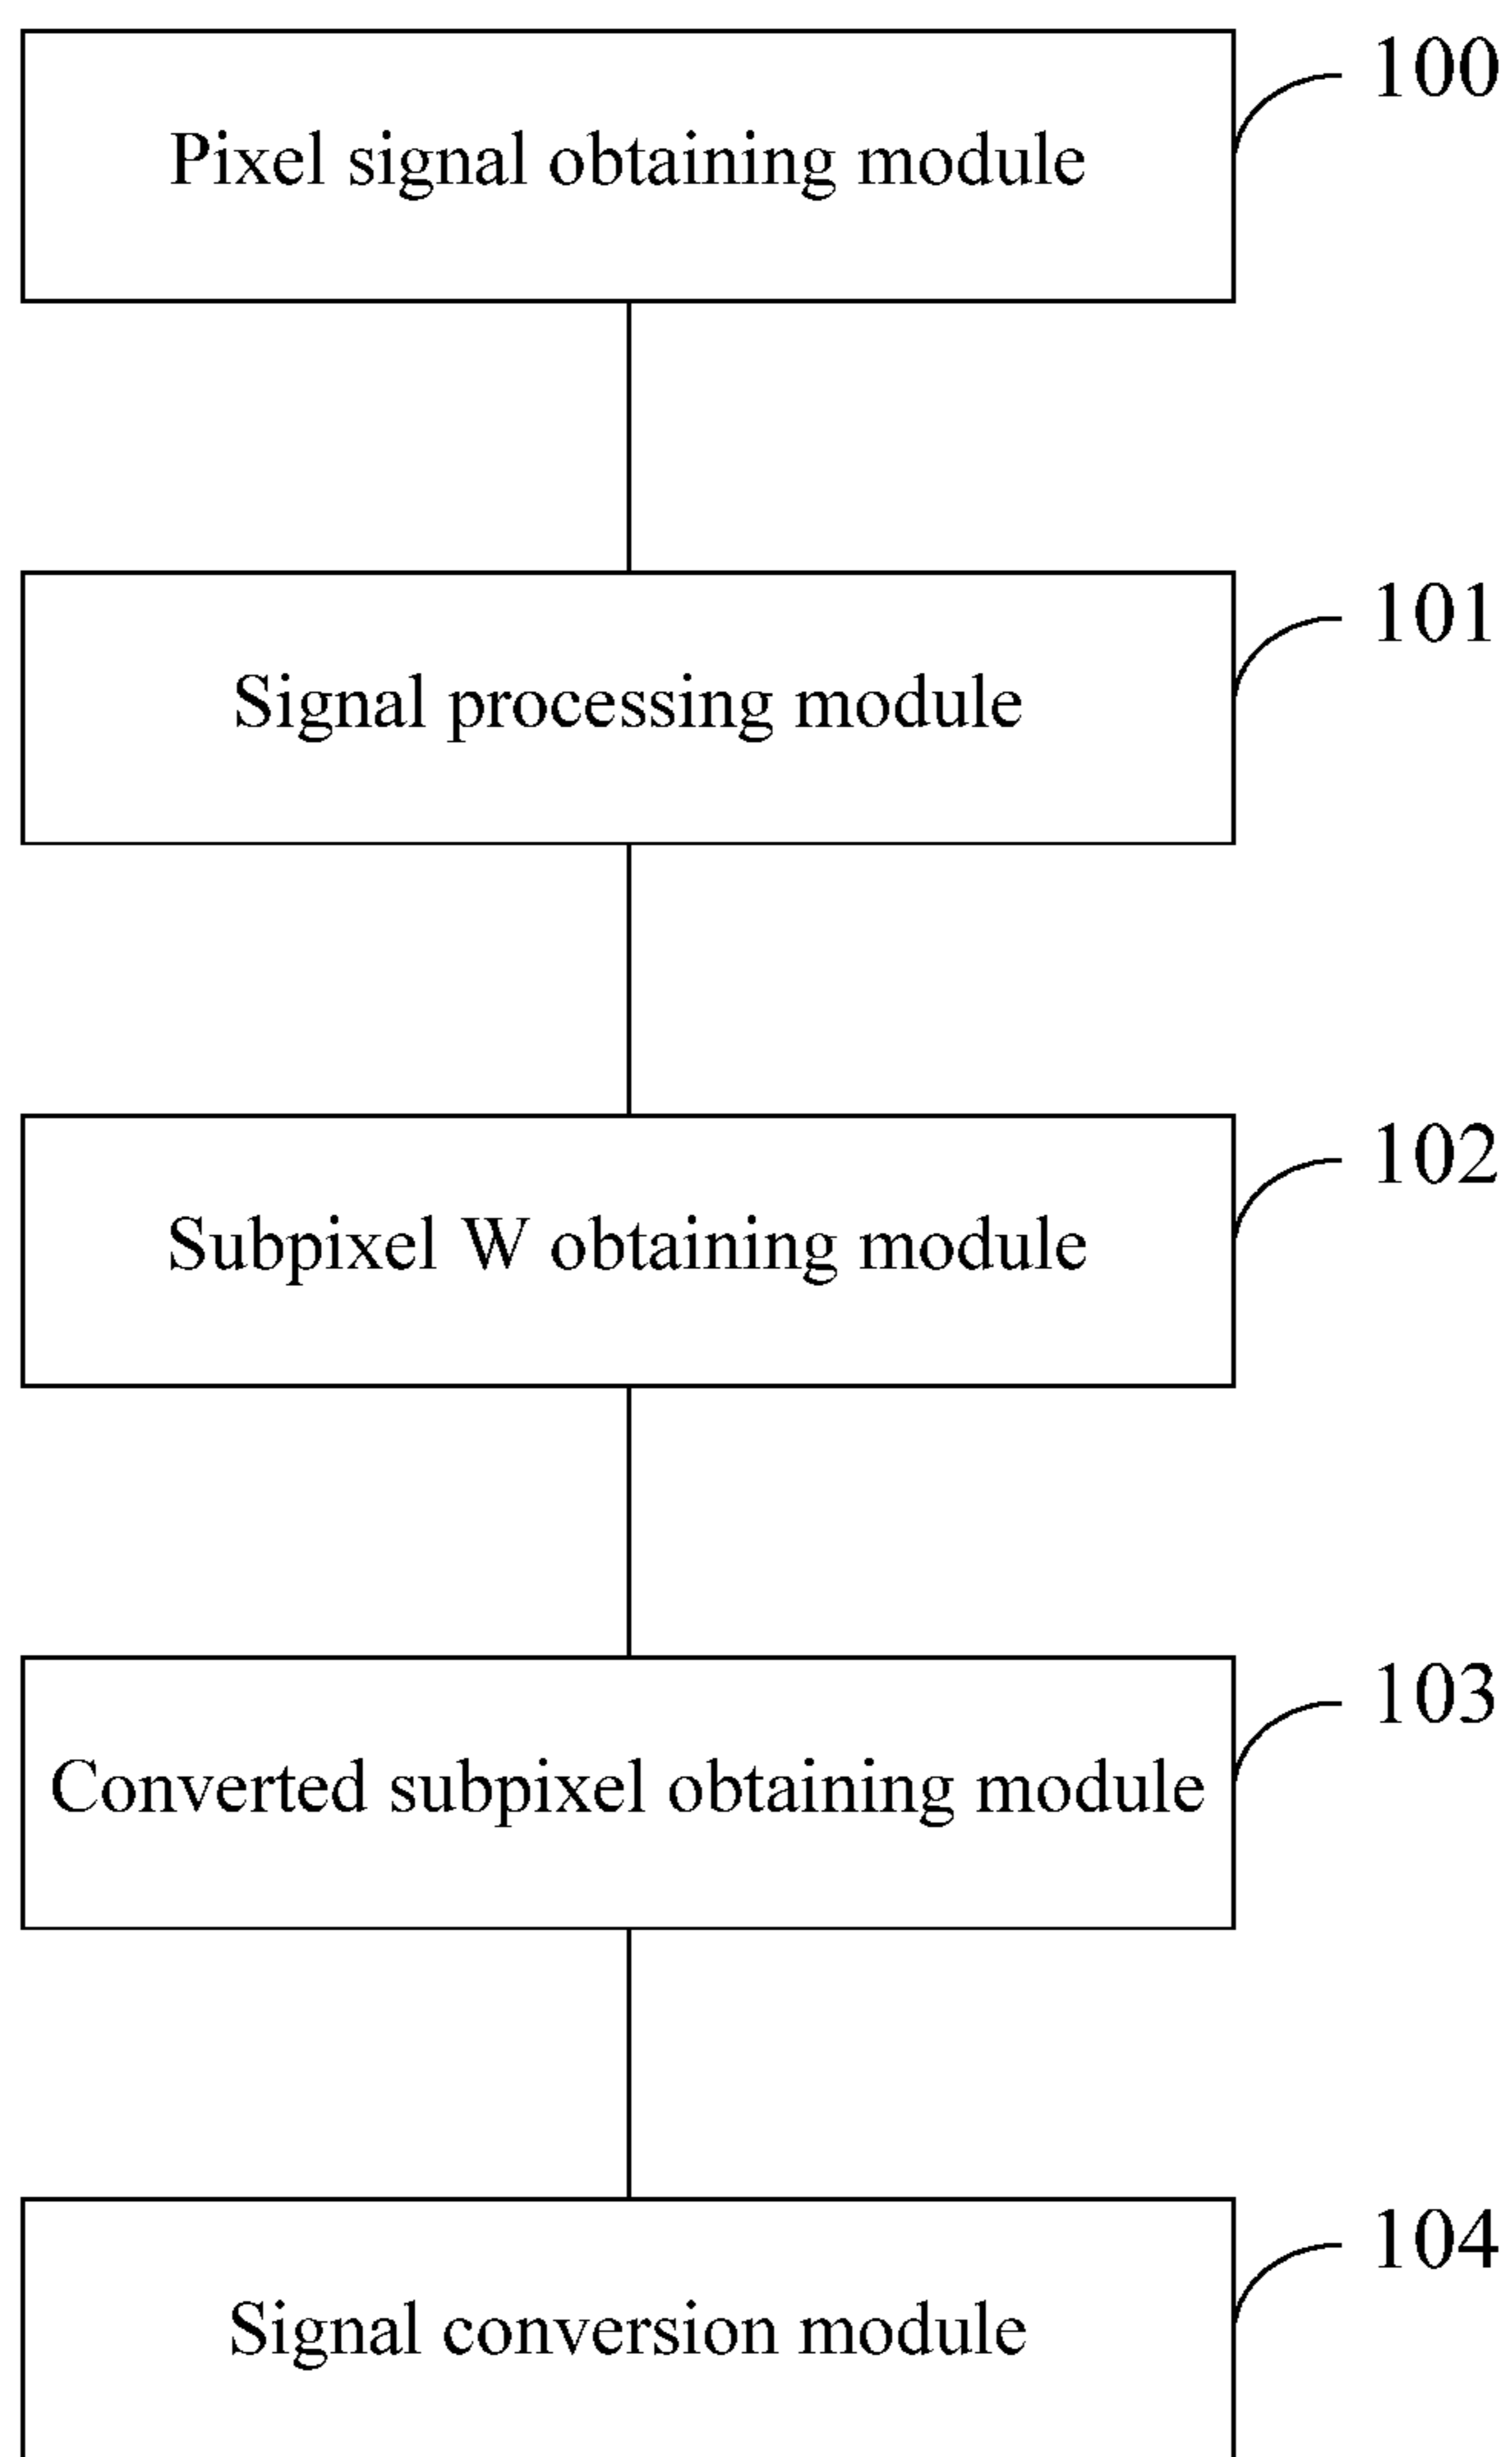 100
Pixel signal obtaining module
101
Signal processing module
102
Subpixel W obtaining module
103
Converted subpixel obtaining module
104
Signal conversion module